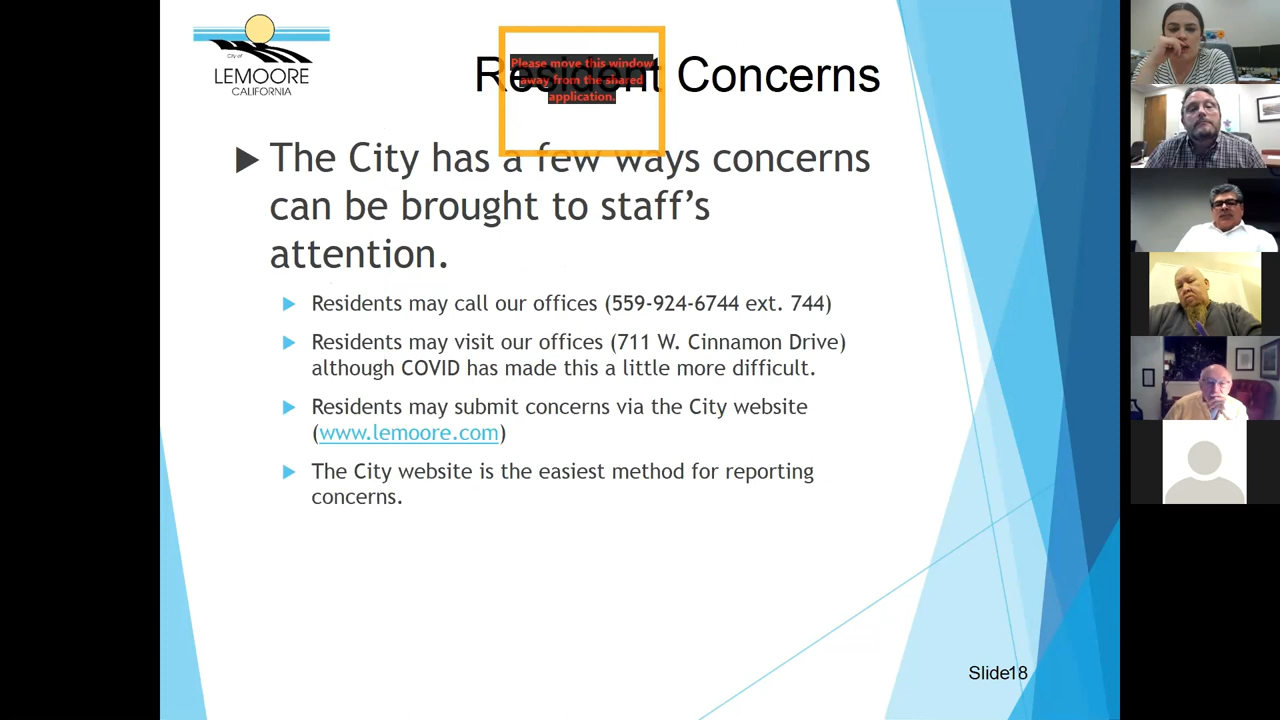 City of
LEMOORE
CALIFORNIA
Resident Concerns
Please move this window
away from the shared
application.
The City has a few ways concerns
can be brought to staff’s
attention.
Residents may call our offices (559-924-6744 ext. 744)
Residents may visit our offices (711 W. Cinnamon Drive)
although COVID has made this a little more difficult.
Residents may submit concerns via the City website
(www.lemoore.com)
The City website is the easiest method for reporting
concerns.
Slide18